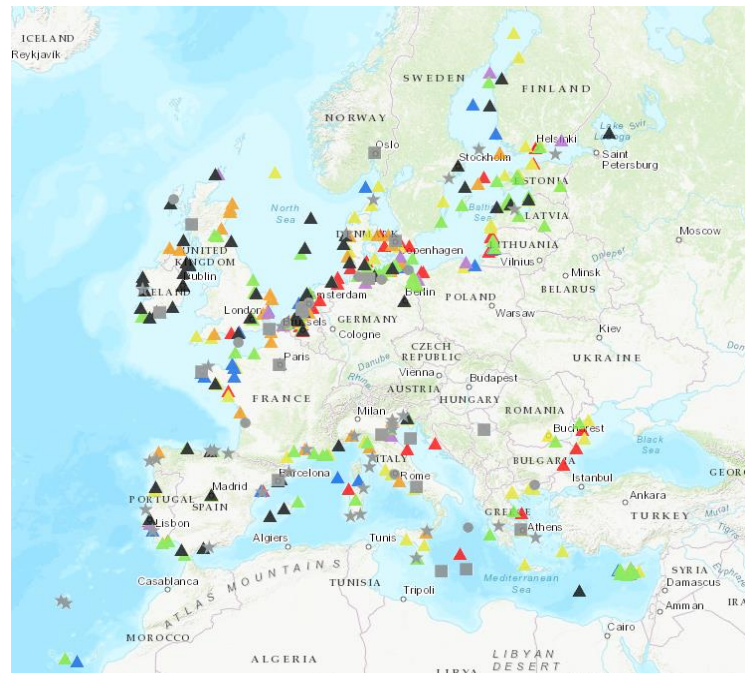 ICELAND
Reykjavík
SWEDEN
FINLAND
NORWAY
Oslo
Helsinki
Lake
Saint
Petersburg
Stockholm
North
Sea
ESTONIA
LATVIA
Moscow
UNITED
KINGDOM
Dublin
IRELAND
LITHUANIA
Vilnius
Minsk
BELARUS
Dnieper
Amsterdam
Berlin
POLAND
Warsaw
London
Brussels
GERMANY
Cologne
Kiev
Paris
CZECH
REPUBLIC
UKRAINE
Danube
Rhine
Vienna
Budapest
AUSTRIA
HUNGARY
FRANCE
Milan
ROMANIA
Bucharest
Black
Sea
ITALY
Rome
BULGARIA
Istanbul
Barcelona
Madrid
PORTUGAL
SPAIN
Lisbon
Ankara
TURKEY
GREECE
Athens
Algiers
Tunis
Mediterranean
Sea
SYRIA
Damascus
Casablanca
ATLAS MOUNTAINS
TUNISIA
Tripoli
Amman
MOROCCO
Cairo
ALGERIA
LIBYAN
DESERT